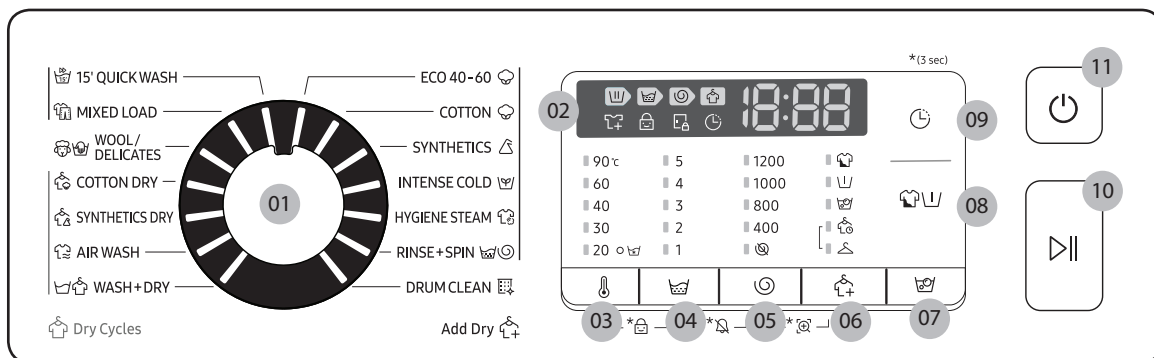 15' QUICK WASH
MIXED LOAD
WOOL/
DELICATES
COTTON DRY
SYNTHETICS DRY
AIR WASH
WASH+DRY
Dry Cycles
01
ECO 40-60
COTTON
SYNTHETICS
INTENSE COLD
HYGIENE STEAM
RINSE+SPIN
DRUM CLEAN
Add Dry
*(3 sec)
02
18:88
90℃ 5 1200
60 4 1000
40 3 800
30 2 400
20 1
03 * 04 * 05 * 06 07
09
08
11
10